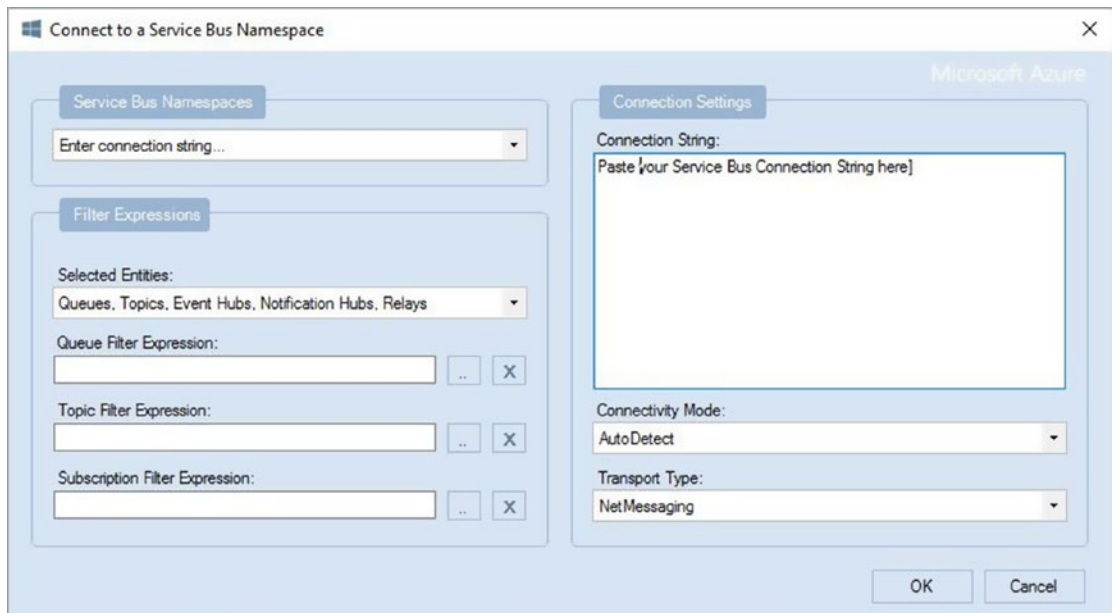 Connect to a Service Bus Namespace
Microsoft Azure
Service Bus Namespaces
Enter connection string...
Filter Expressions
Selected Entities:
Queues, Topics, Event Hubs, Notification Hubs, Relays
Queue Filter Expression:
.. X
Topic Filter Expression:
.. X
Subscription Filter Expression:
.. X
Connection Settings
Connection String:
Paste your Service Bus Connection String here]
Connectivity Mode:
AutoDetect
Transport Type:
NetMessaging
OK Cancel